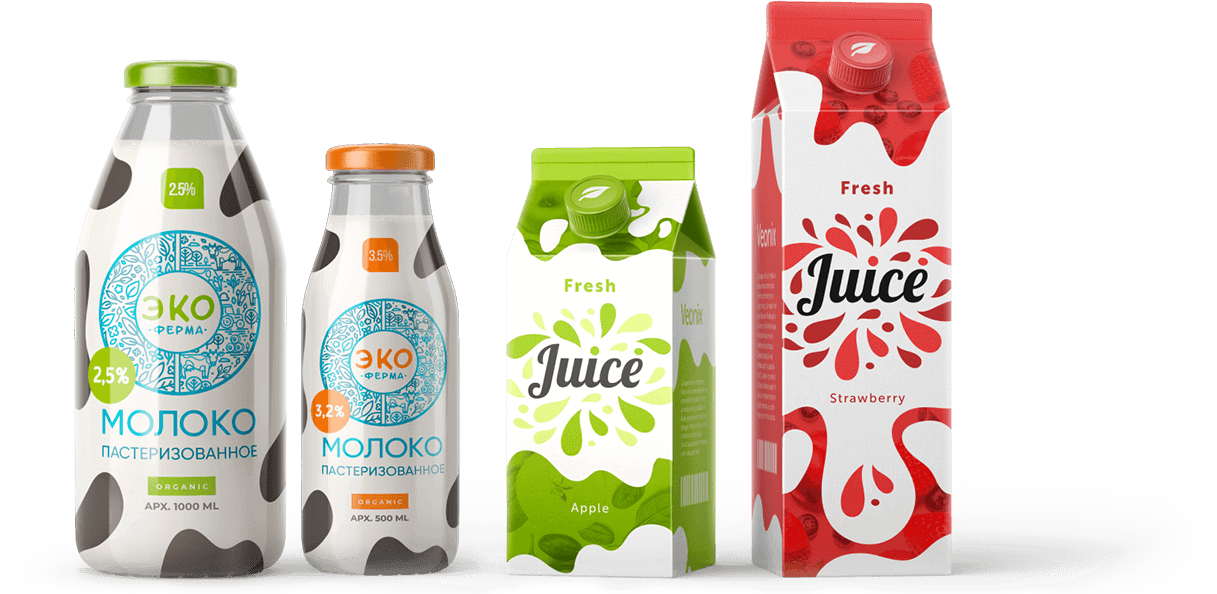 2.5%
ЭКО
ФЕРМА
2,5%
МОЛОКО
ПАСТЕРИЗОВАННОЕ
ORGANIC
APX. 1000 ML
3.5%
ЭКО
ФЕРМА
3,2%
МОЛОКО
ПАСТЕРИЗОВАННОЕ
ORGANIC
APX. 500 ML
Fresh
Juice
Apple
Veonix
Fresh
Juice
Strawberry
Veonix